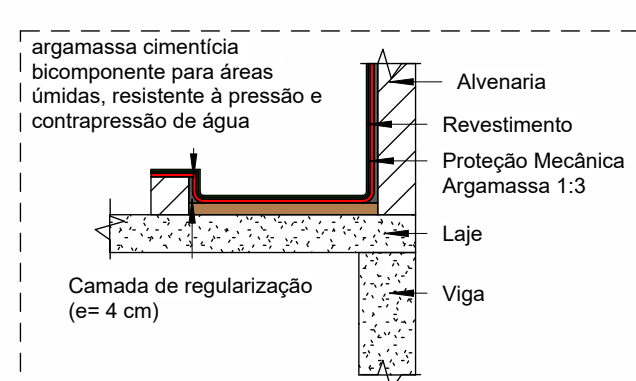 argamassa cimentícia
bicomponente para áreas
úmidas, resistente à pressão e
contrapressão de água
Alvenaria
Revestimento
Proteção Mecânica
Argamassa 1:3
Laje
Camada de regularização
(e= 4 cm)
Viga